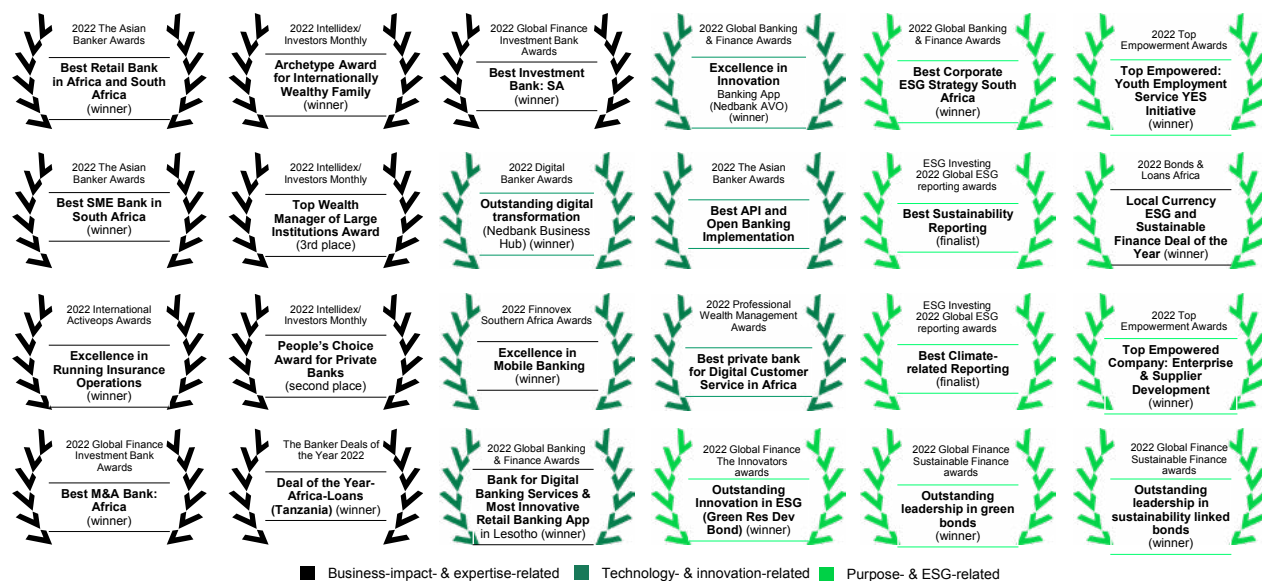 2022 The Asian
Banker Awards
Best Retail Bank
in Africa and South
Africa
(winner)
2022 Intellidex/
Investors Monthly
Archetype Award
for Internationally
Wealthy Family
(winner)
2022 Global Finance
Investment Bank
Awards
Best Investment
Bank: SA
(winner)
2022 Global Banking
& Finance Awards
Excellence in
Innovation
Banking App
(Nedbank AVO)
(winner)
2022 Global Banking
& Finance Awards
Best Corporate
ESG Strategy South
Africa
(winner)
2022 Top
Empowerment Awards
Top Empowered:
Youth Employment
Service YES
Initiative
(winner)
2022 The Asian
Banker Awards
Best SME Bank in
South Africa
(winner)
2022 Intellidex/
Investors Monthly
Top Wealth
Manager of Large
Institutions Award
(3rd place)
2022 Digital
Banker Awards
Outstanding digital
transformation
(Nedbank Business
Hub) (winner)
2022 The Asian
Banker Awards
Best API and
Open Banking
Implementation
ESG Investing
2022 Global ESG
reporting awards
Best Sustainability
Reporting
(finalist)
2022 Bonds &
Loans Africa
Local Currency
ESG and
Sustainable
Finance Deal of the
Year (winner)
2022 International
Activeops Awards
Excellence in
Running Insurance
Operations
(winner)
2022 Intellidex/
Investors Monthly
People's Choice
Award for Private
Banks
(second place)
2022 Finnovex
Southern Africa Awards
Excellence in
Mobile Banking
(winner)
2022 Professional
Wealth Management
Awards
Best private bank
for Digital Customer
Service in Africa
ESG Investing
2022 Global ESG
reporting awards
Best Climate-
related Reporting
(finalist)
2022 Top
Empowerment Awards
Top Empowered
Company: Enterprise
& Supplier
Development
(winner)
2022 Global Finance
Investment Bank
Awards
Best M&A Bank:
Africa
(winner)
The Banker Deals of
the Year 2022
Deal of the Year-
Africa-Loans
(Tanzania) (winner)
2022 Global Banking
& Finance Awards
Bank for Digital
Banking Services &
Most Innovative
Retail Banking App
in Lesotho (winner)
2022 Global Finance
The Innovators
awards
Outstanding
Innovation in ESG
(Green Res Dev
Bond) (winner)
2022 Global Finance
Sustainable Finance
awards
Outstanding
leadership in green
bonds
(winner)
2022 Global Finance
Sustainable Finance
awards
Outstanding
leadership in
sustainability linked
bonds
(winner)
Business-impact- & expertise-related
Technology- & innovation-related
Purpose- & ESG-related